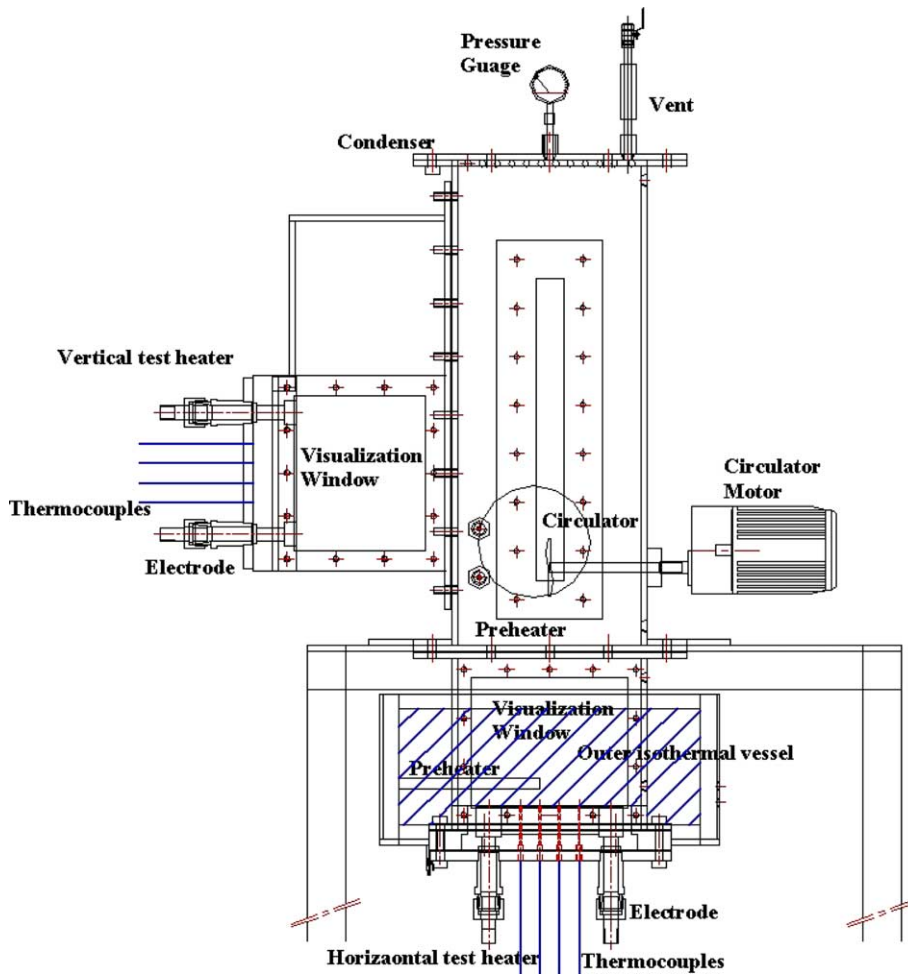 Pressure
Guage
Vent
Condenser
Vertical test heater
Visualization
Window
Circulator
Motor
Thermocouples
Circulator
Electrode
Preheater
Visualization
Window
Outer isothermal vessel
Preheater
Electrode
Horizaontal test heater
Thermocouples